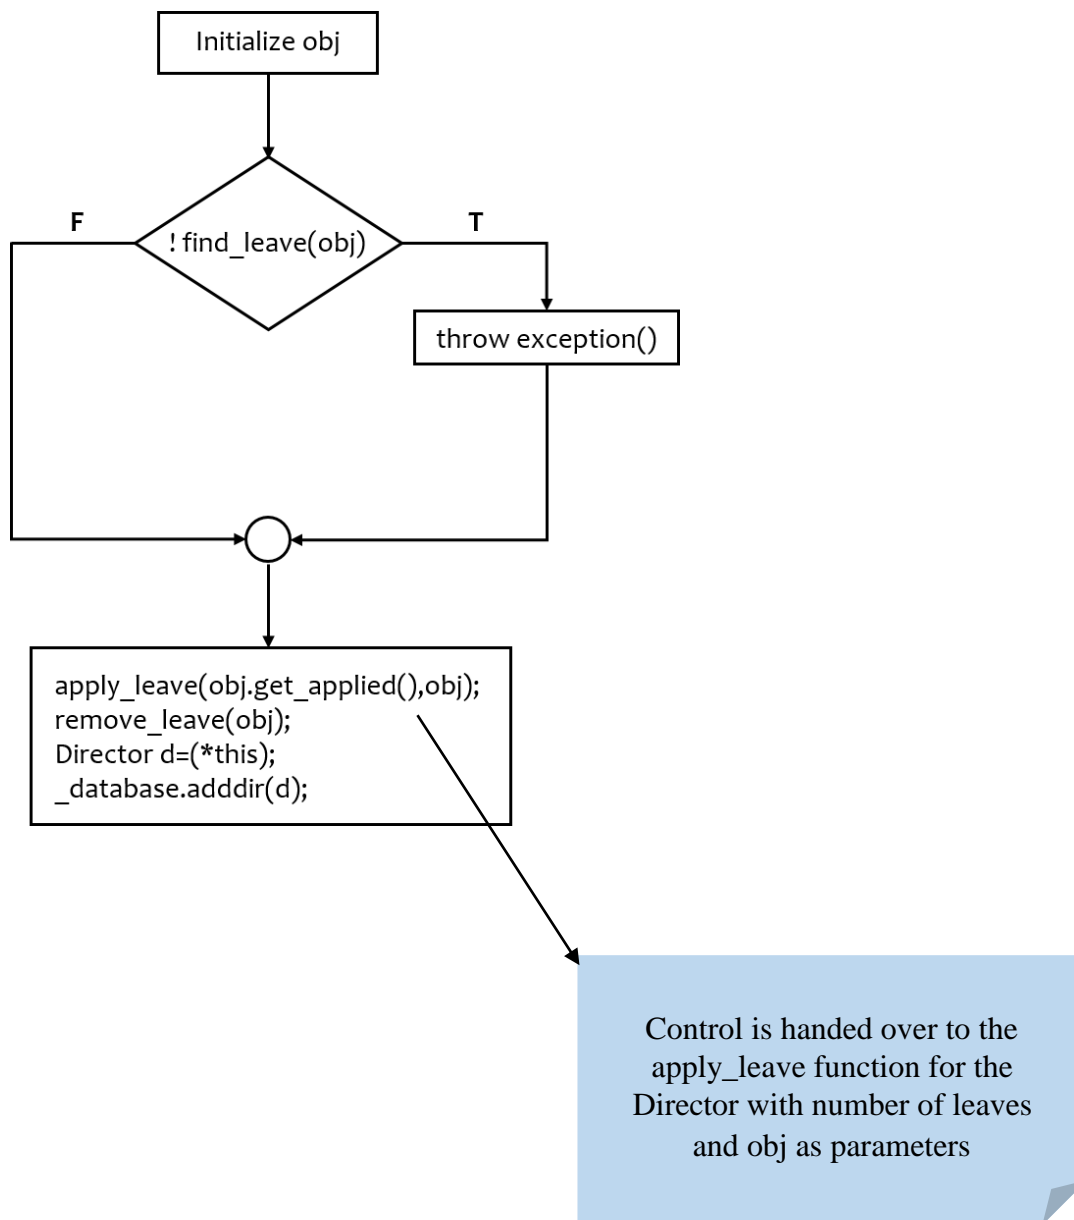 Initialize obj
F
T
! find_leave(obj)
throw exception()
apply_leave(obj.get_applied(),obj);
remove_leave(obj);
Director d=(*this);
_database.adddir(d);
Control is handed over to the
apply_leave function for the
Director with number of leaves
and obj as parameters